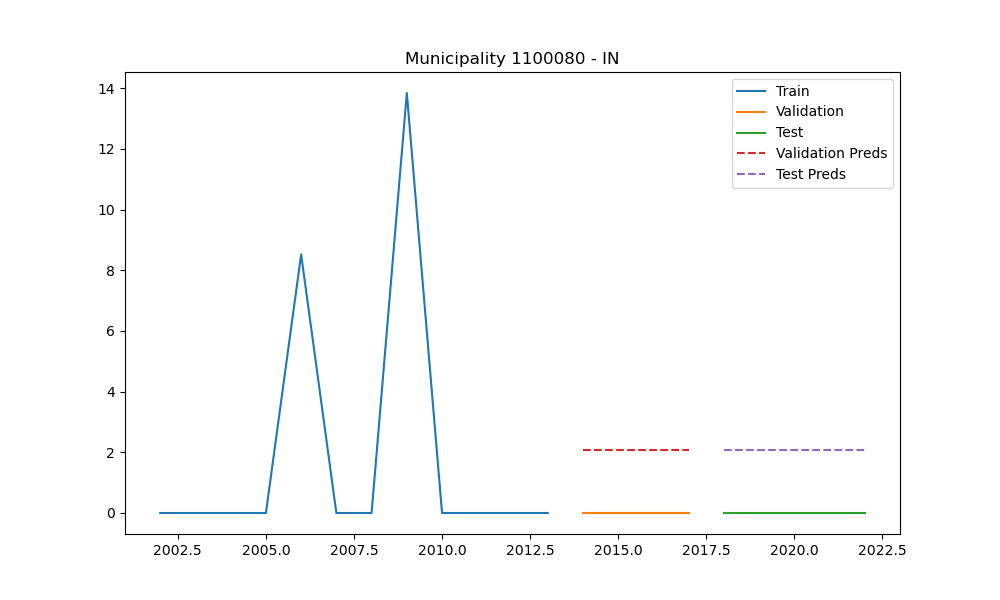 Municipality 1100080 - IN
Train
Validation
Test
Validation Preds
Test Preds
14
12
10
8
6
4
2
0
2002.5 2005.0 2007.5 2010.0 2012.5 2015.0 2017.5 2020.0 2022.5